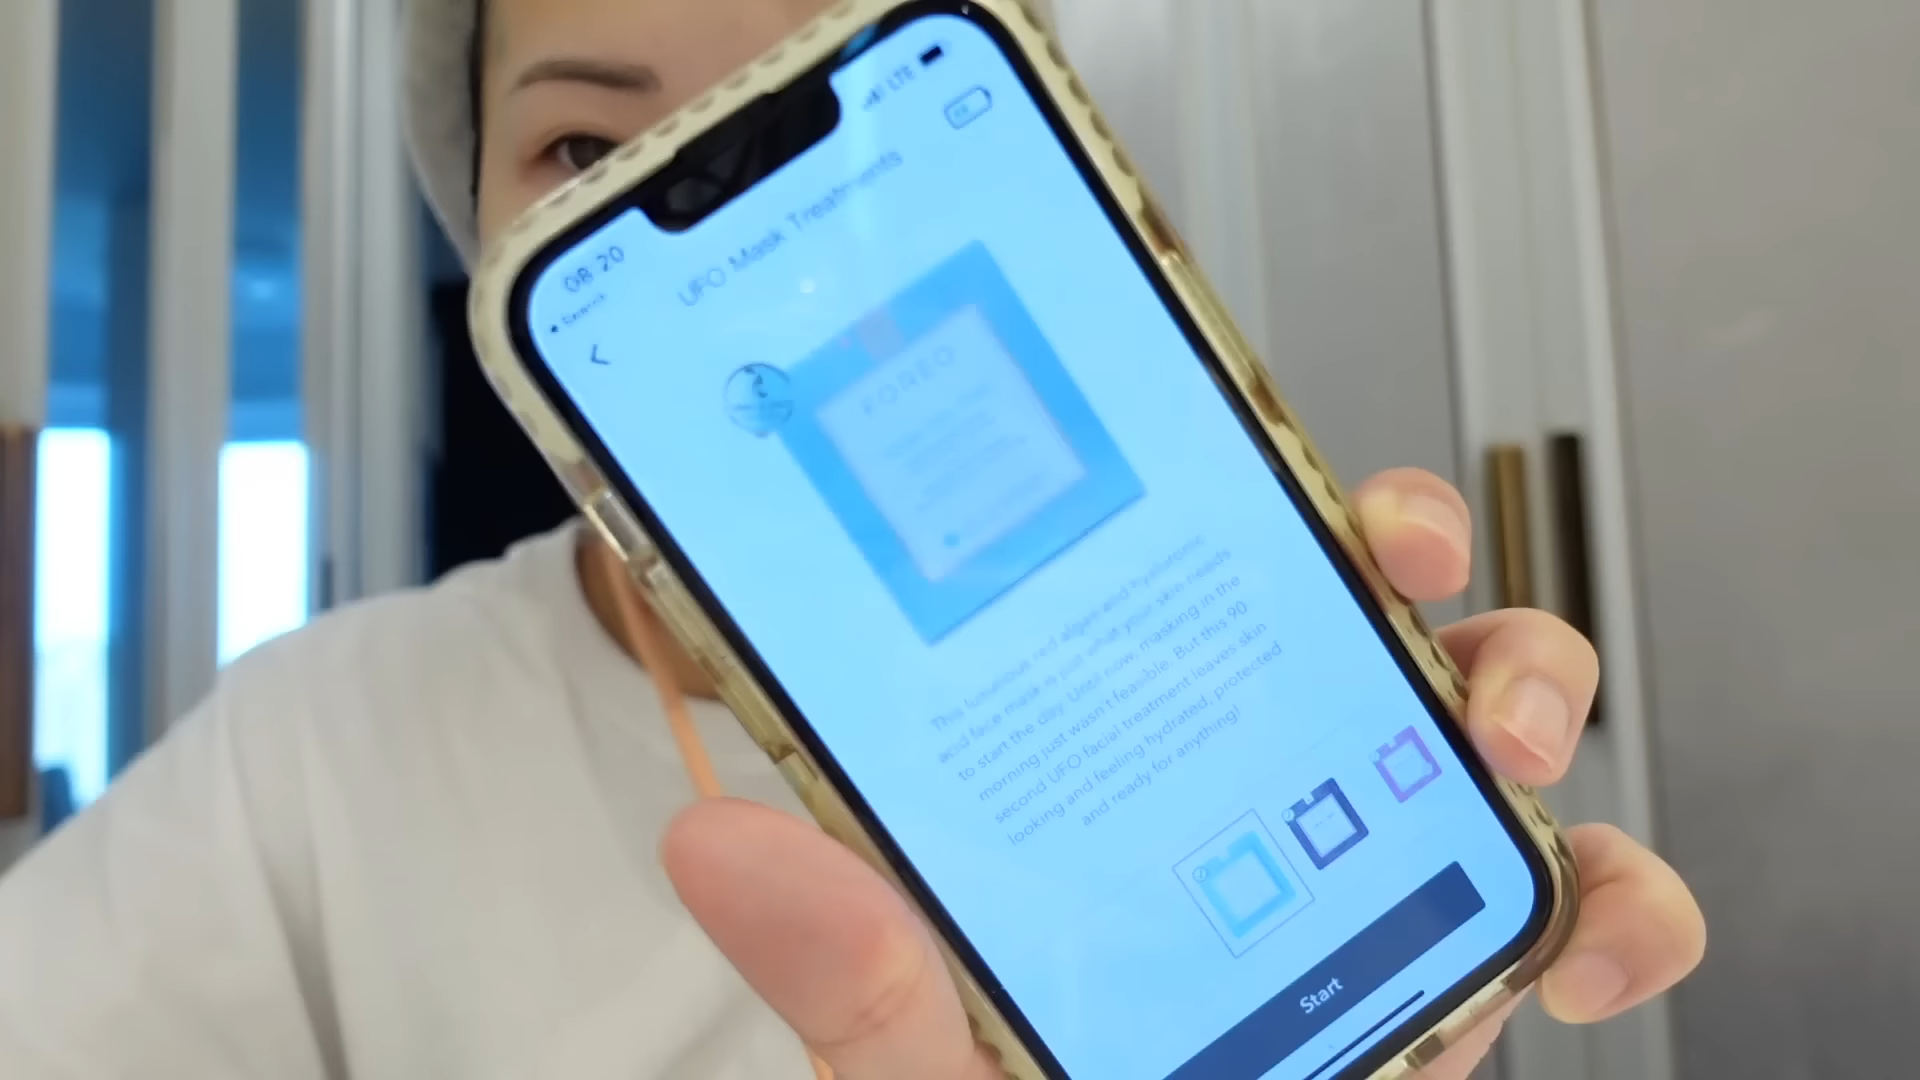 08:20
LTE
Search
UFO Mask Treatments
FOREO
This luminous red algae and hyaluronic
acid face mask is just what your skin needs
to start the day. Until now, masking in the
morning just wasn't feasible. But this 90
second UFO facial treatment leaves skin
looking and feeling hydrated, protected
and ready for anything!
Start